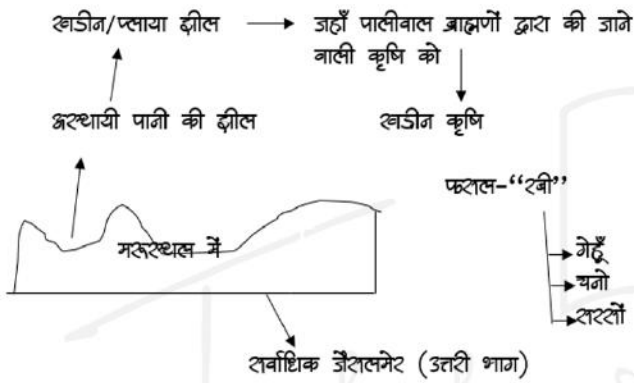 खडीन/प्लाया झील → जहाँ पालीवाल ब्राह्मणों द्वारा की जाने
वाली कृषि को
अस्थायी पानी की झील
खडीन कृषि
फसल-“रबी”
मरूस्थल में
गेहूँ
चनो
सरसों
सर्वाधिक जैसलमेर (उत्तरी भाग)